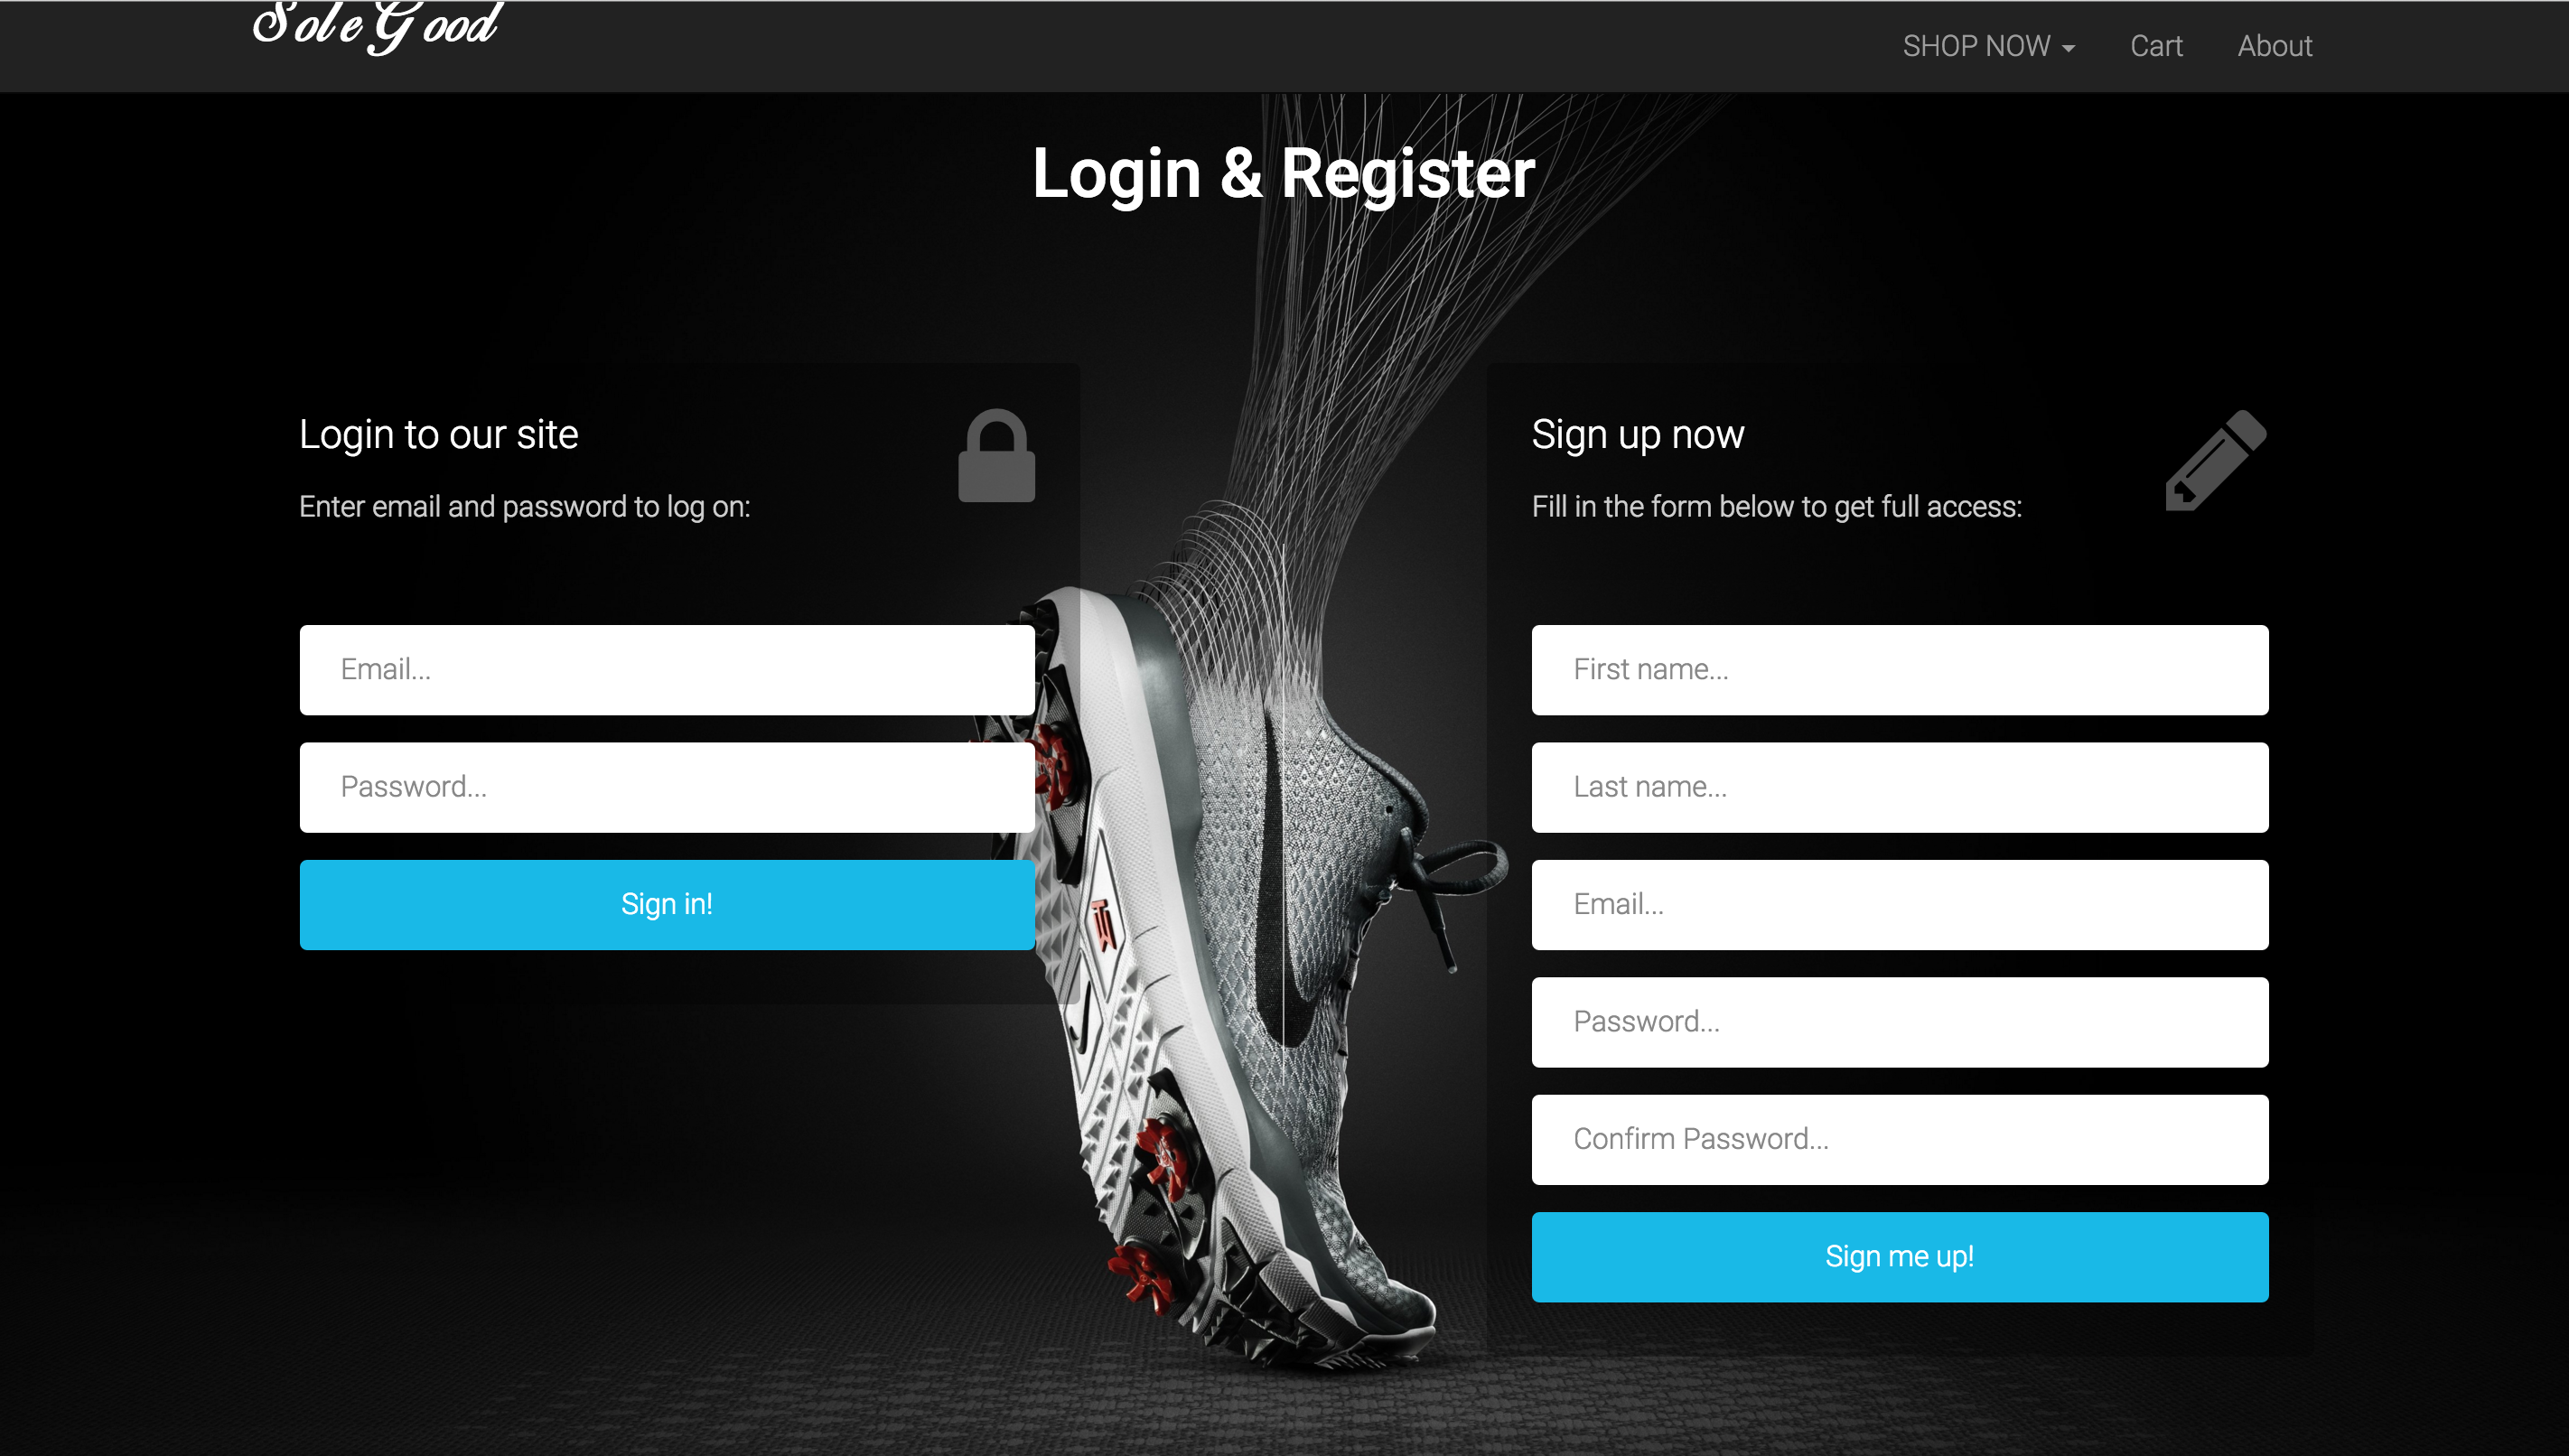 SoleGood
SHOP NOW Cart About
Login & Register
Login to our site
Enter email and password to log on:
Email...
Password...
Sign in!
TW
Sign up now
Fill in the form below to get full access:
First name...
Last name...
Email...
Password...
Confirm Password...
Sign me up!